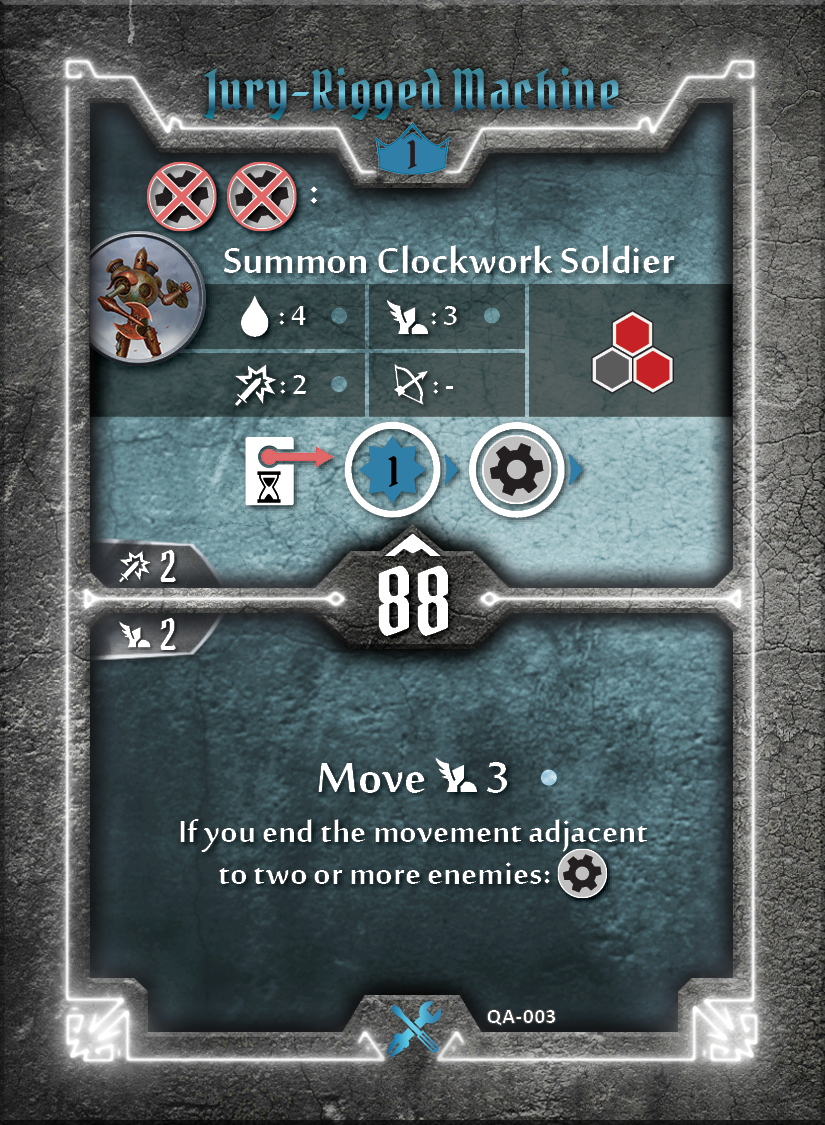 Jury-Rigged Machine
1
:
Summon Clockwork Soldier
: 4 : 3
: 2 : -
1
2
88
2
Move 3
If you end the movement adjacent
to two or more enemies:
QA-003